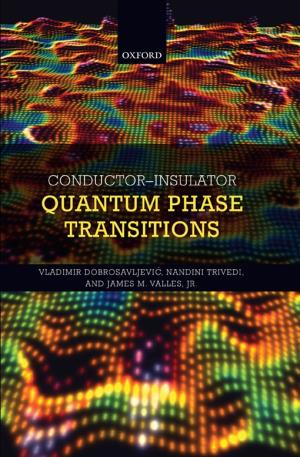 OXFORD
CONDUCTOR–INSULATOR
QUANTUM PHASE
TRANSITIONS
VLADIMIR DOBROSAVLJEVIĆ, NANDINI TRIVEDI,
AND JAMES M. VALLES, JR.